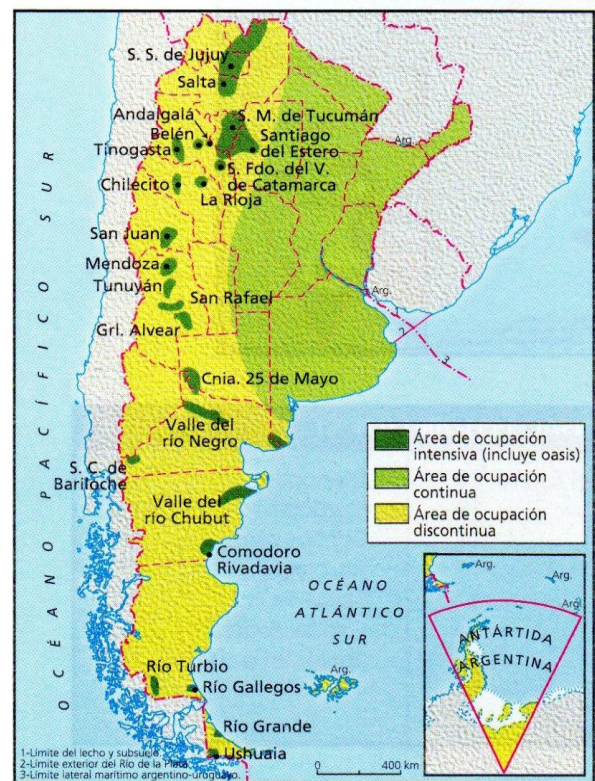 S. S. de Jujuy
Salta
Andalgalá
Belén
Tinogasta
S. M. de Tucumán
Santiago
del Estero
S. Fdo. del V.
de Catamarca
Chilecito
La Rioja
San Juan
Mendoza
Tunuyán
San Rafael
Grl. Alvear
Cnia. 25 de Mayo
Valle del
río Negro
S. C. de
Bariloche
Valle del
río Chubut
Comodoro
Rivadavia
Río Turbio
Río Gallegos
Río Grande
Ushuaia
Arg.
Arg.
1
2
3
OCÉANO PACÍFICO SUR
OCÉANO
ATLÁNTICO
SUR
Arg.
Área de ocupación
intensiva (incluye oasis)
Área de ocupación
continua
Área de ocupación
discontinua
Arg.
Arg.
Arg.
ANTÁRTIDA
ARGENTINA
1-Límite del lecho y subsuelo.
2-Límite exterior del Río de la Plata.
3-Límite lateral marítimo argentino-uruguayo.
0 400 km